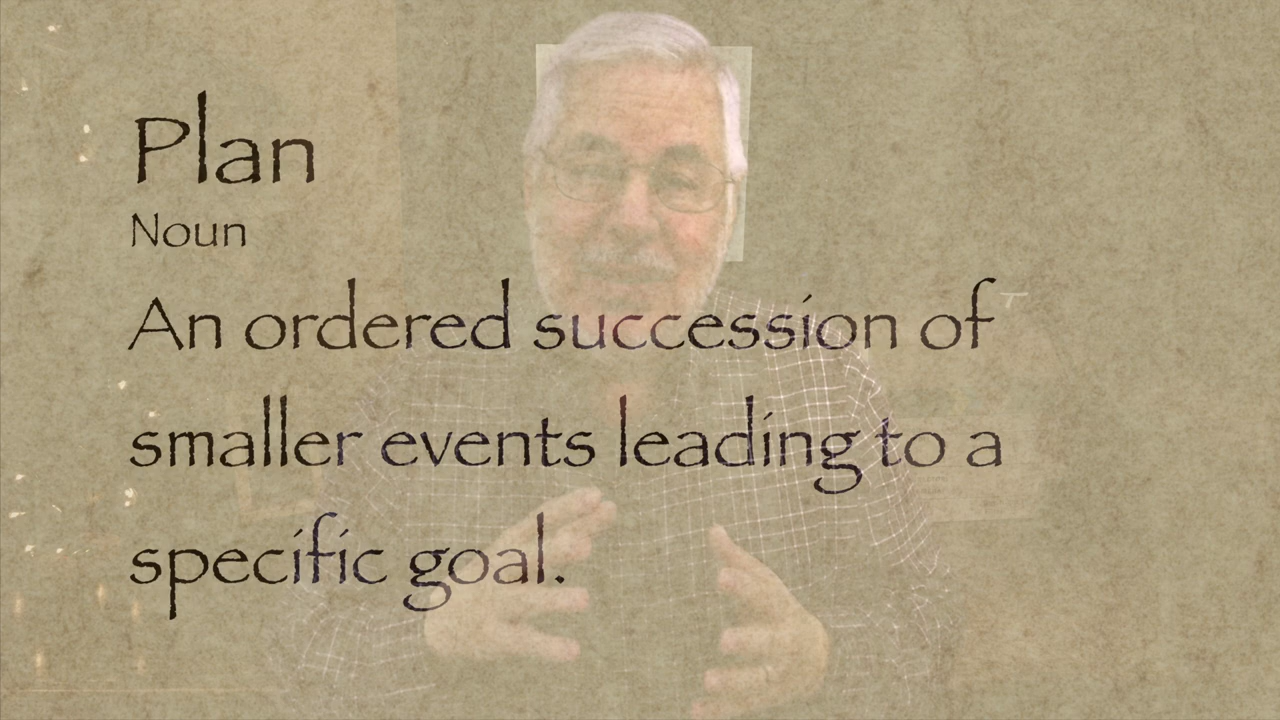 Plan
Noun
An ordered succession of
smaller events leading to a
specific goal.